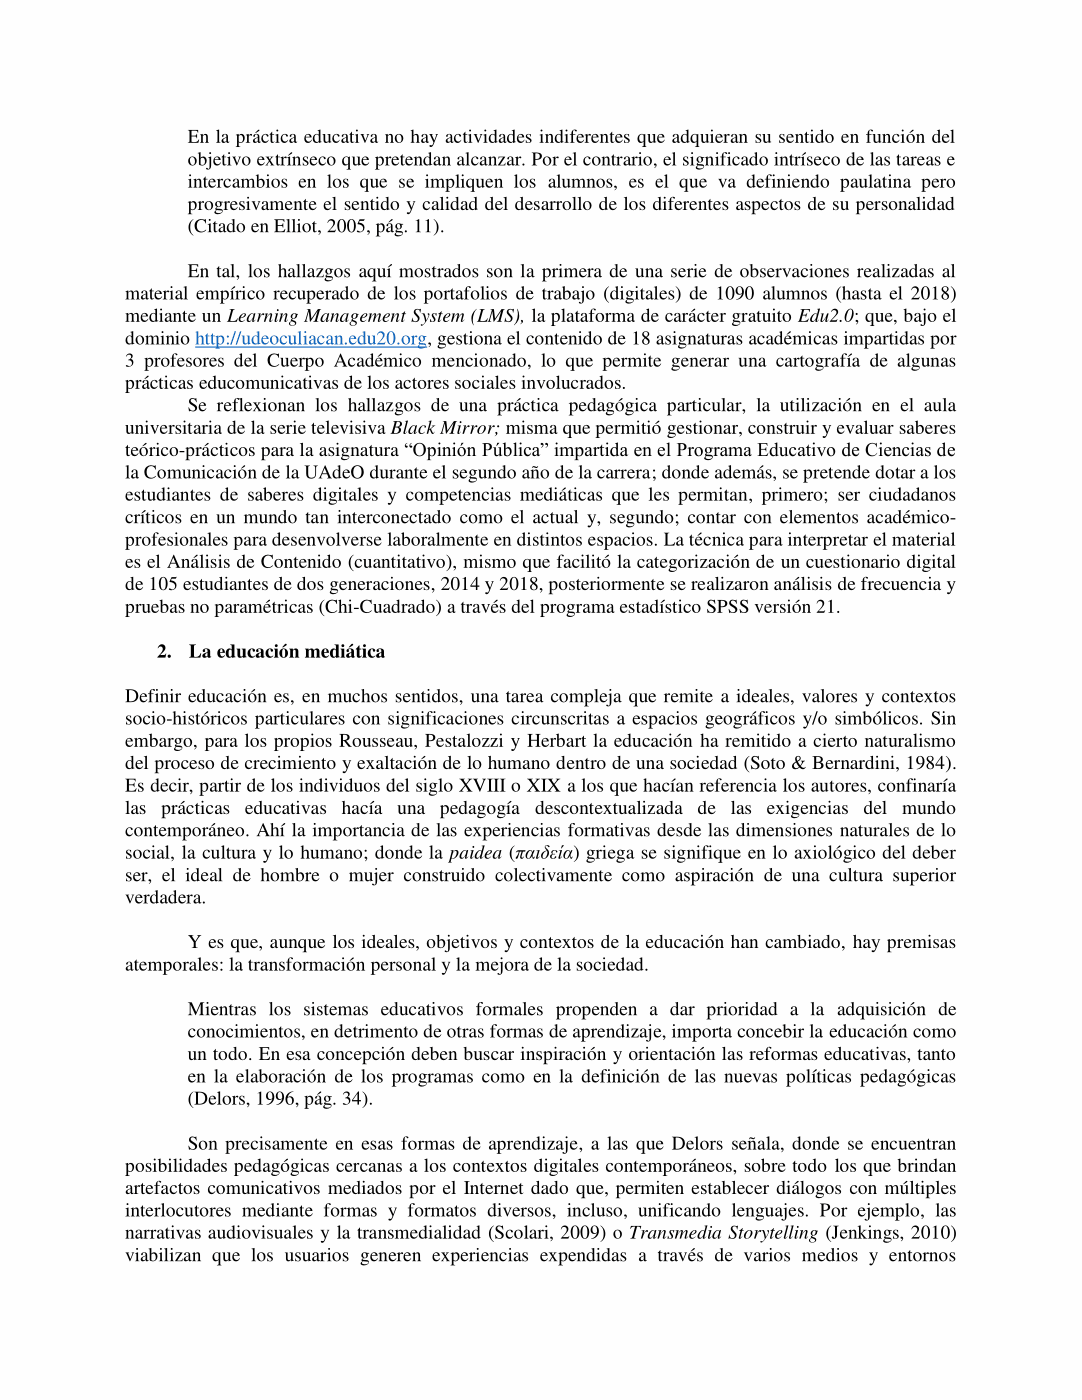 En la práctica educativa no hay actividades indiferentes que adquieran su sentido en función del
objetivo extrínseco que pretendan alcanzar. Por el contrario, el significado intríseco de las tareas e
intercambios en los que se impliquen los alumnos, es el que va definiendo paulatina pero
progresivamente el sentido y calidad del desarrollo de los diferentes aspectos de su personalidad
(Citado en Elliot, 2005, pág. 11).
En tal, los hallazgos aquí mostrados son la primera de una serie de observaciones realizadas al
material empírico recuperado de los portafolios de trabajo (digitales) de 1090 alumnos (hasta el 2018)
mediante un Learning Management System (LMS), la plataforma de carácter gratuito Edu2.0; que, bajo el
dominio http://udeoculiacan.edu20.org, gestiona el contenido de 18 asignaturas académicas impartidas por
3 profesores del Cuerpo Académico mencionado, lo que permite generar una cartografía de algunas
prácticas educomunicativas de los actores sociales involucrados.
Se reflexionan los hallazgos de una práctica pedagógica particular, la utilización en el aula
universitaria de la serie televisiva Black Mirror; misma que permitió gestionar, construir y evaluar saberes
teórico-prácticos para la asignatura “Opinión Pública” impartida en el Programa Educativo de Ciencias de
la Comunicación de la UAdeO durante el segundo año de la carrera; donde además, se pretende dotar a los
estudiantes de saberes digitales y competencias mediáticas que les permitan, primero; ser ciudadanos
críticos en un mundo tan interconectado como el actual y, segundo; contar con elementos académico-
profesionales para desenvolverse laboralmente en distintos espacios. La técnica para interpretar el material
es el Análisis de Contenido (cuantitativo), mismo que facilitó la categorización de un cuestionario digital
de 105 estudiantes de dos generaciones, 2014 y 2018, posteriormente se realizaron análisis de frecuencia y
pruebas no paramétricas (Chi-Cuadrado) a través del programa estadístico SPSS versión 21.
2. La educación mediática
Definir educación es, en muchos sentidos, una tarea compleja que remite a ideales, valores y contextos
socio-históricos particulares con significaciones circunscritas a espacios geográficos y/o simbólicos. Sin
embargo, para los propios Rousseau, Pestalozzi y Herbart la educación ha remitido a cierto naturalismo
del proceso de crecimiento y exaltación de lo humano dentro de una sociedad (Soto & Bernardini, 1984).
Es decir, partir de los individuos del siglo XVIII o XIX a los que hacían referencia los autores, confinaría
las prácticas educativas hacía una pedagogía descontextualizada de las exigencias del mundo
contemporáneo. Ahí la importancia de las experiencias formativas desde las dimensiones naturales de lo
social, la cultura y lo humano; donde la paidea (παιδεία) griega se signifique en lo axiológico del deber
ser, el ideal de hombre o mujer construido colectivamente como aspiración de una cultura superior
verdadera.
Y es que, aunque los ideales, objetivos y contextos de la educación han cambiado, hay premisas
atemporales: la transformación personal y la mejora de la sociedad.
Mientras los sistemas educativos formales propenden a dar prioridad a la adquisición de
conocimientos, en detrimento de otras formas de aprendizaje, importa concebir la educación como
un todo. En esa concepción deben buscar inspiración y orientación las reformas educativas, tanto
en la elaboración de los programas como en la definición de las nuevas políticas pedagógicas
(Delors, 1996, pág. 34).
Son precisamente en esas formas de aprendizaje, a las que Delors señala, donde se encuentran
posibilidades pedagógicas cercanas a los contextos digitales contemporáneos, sobre todo los que brindan
artefactos comunicativos mediados por el Internet dado que, permiten establecer diálogos con múltiples
interlocutores mediante formas y formatos diversos, incluso, unificando lenguajes. Por ejemplo, las
narrativas audiovisuales y la transmedialidad (Scolari, 2009) o Transmedia Storytelling (Jenkings, 2010)
viabilizan que los usuarios generen experiencias expendidas a través de varios medios y entornos